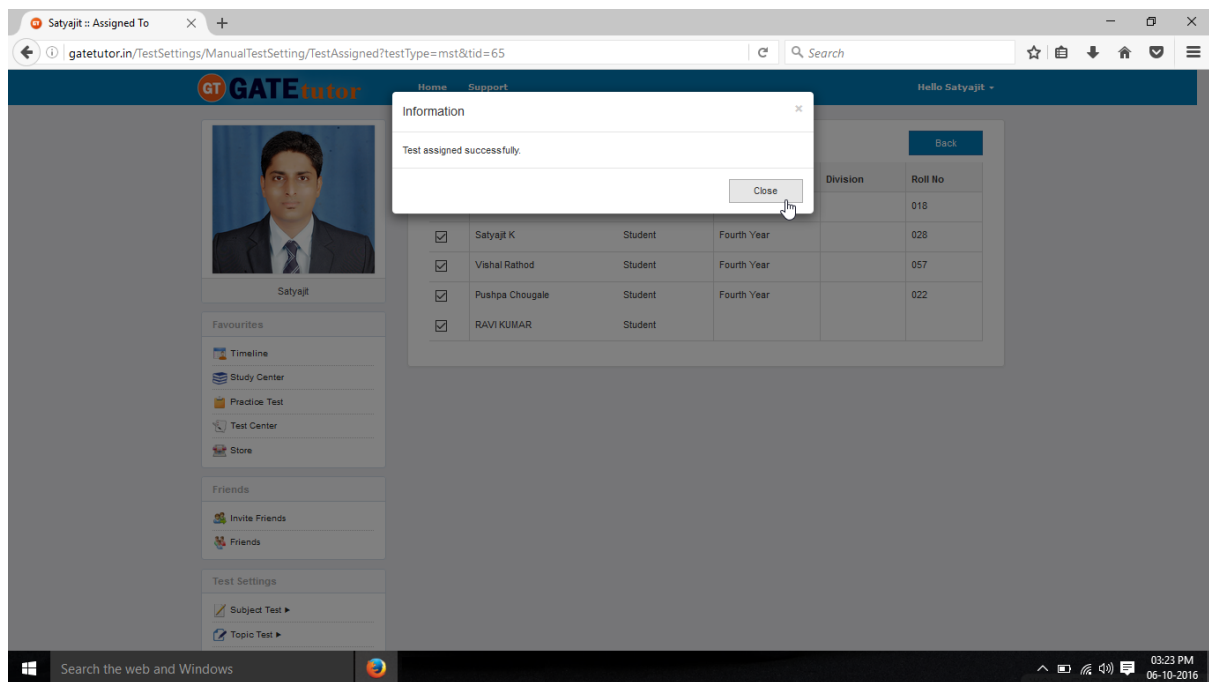 Satyajit :: Assigned To
gatetutor.in/TestSettings/ManualTestSetting/TestAssigned?testType=mst&tid=65
Search
GT GATEtutor
Home Support
Hello Satyajit
Information
Test assigned successfully.
Close
Back
Division Roll No
018
Satyajit K Student Fourth Year 028
Vishal Rathod Student Fourth Year 057
Pushpa Chougale Student Fourth Year 022
RAVI KUMAR Student
Satyajit
Favourites
Timeline
Study Center
Practice Test
Test Center
Store
Friends
Invite Friends
Friends
Test Settings
Subject Test
Topic Test
Search the web and Windows
03:23 PM
06-10-2016